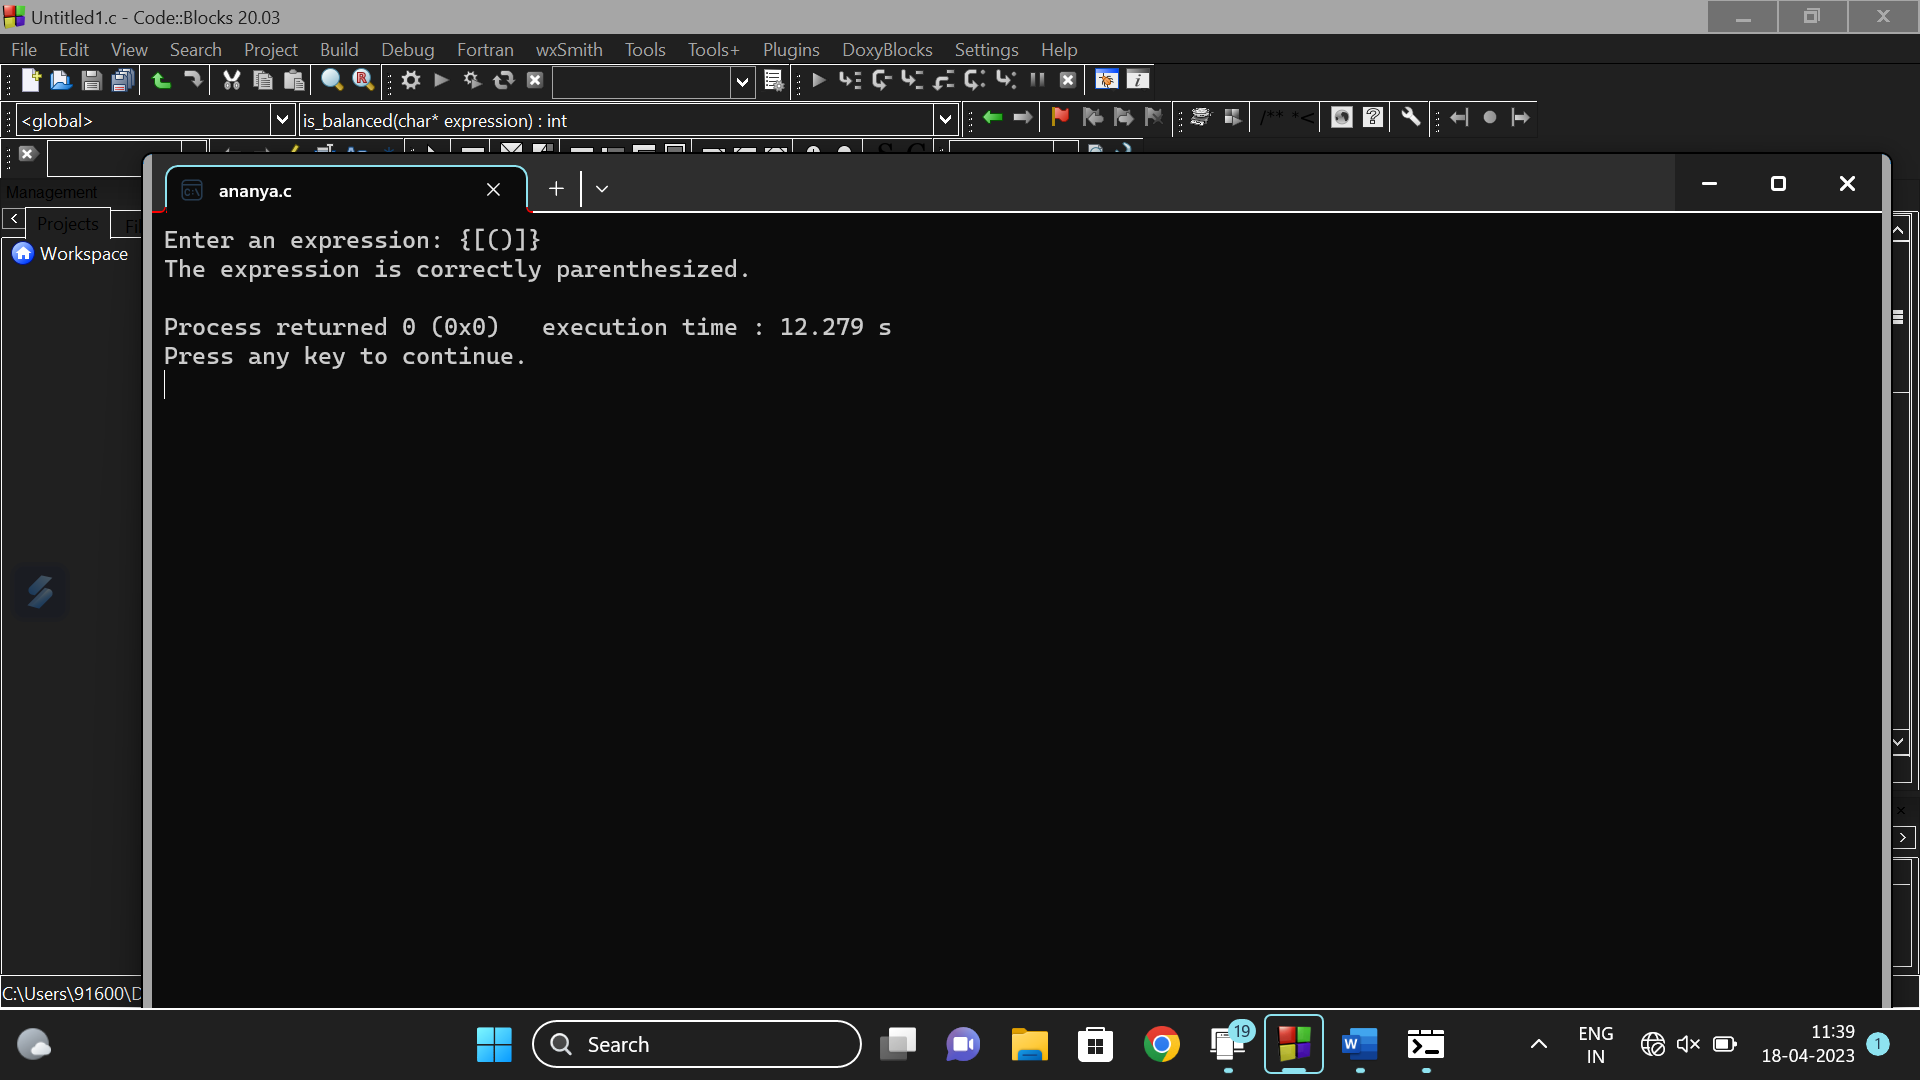 Untitled1.c - Code::Blocks 20.03
File Edit View Search Project Build Debug Fortran wxSmith Tools Tools+ Plugins DoxyBlocks Settings Help
<global> is_balanced(char* expression) : int
/** *<
Management
ananya.c
Projects
Workspace
Enter an expression: {[()]}
The expression is correctly parenthesized.
Process returned 0 (0x0)   execution time : 12.279 s
Press any key to continue.
C:\Users\91600\D
Search
19
ENG
IN
11:39
18-04-2023
1